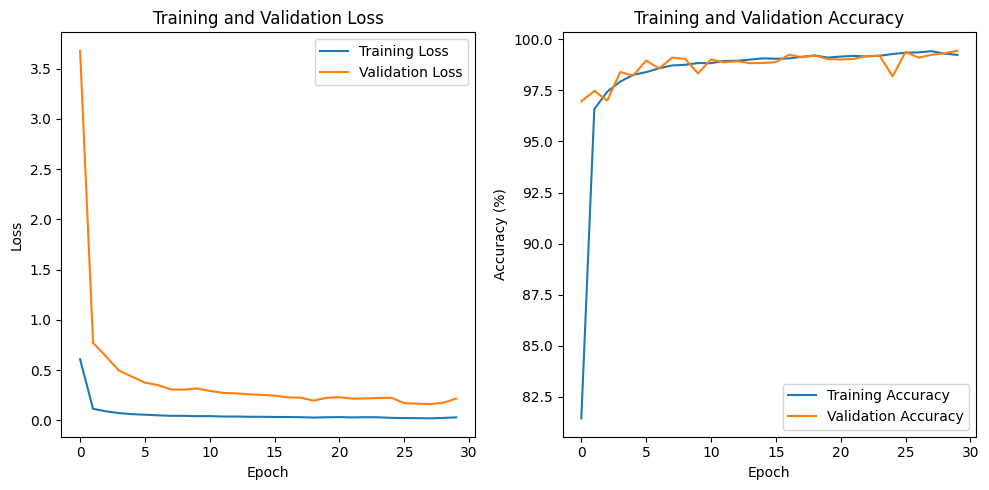 Training and Validation Loss
Training Loss
Validation Loss
3.5
3.0
2.5
2.0
1.5
1.0
0.5
0.0
Loss
0 5 10 15 20 25 30
Epoch
Training and Validation Accuracy
100.0
97.5
95.0
92.5
90.0
87.5
85.0
82.5
Accuracy (%)
Training Accuracy
Validation Accuracy
0 5 10 15 20 25 30
Epoch